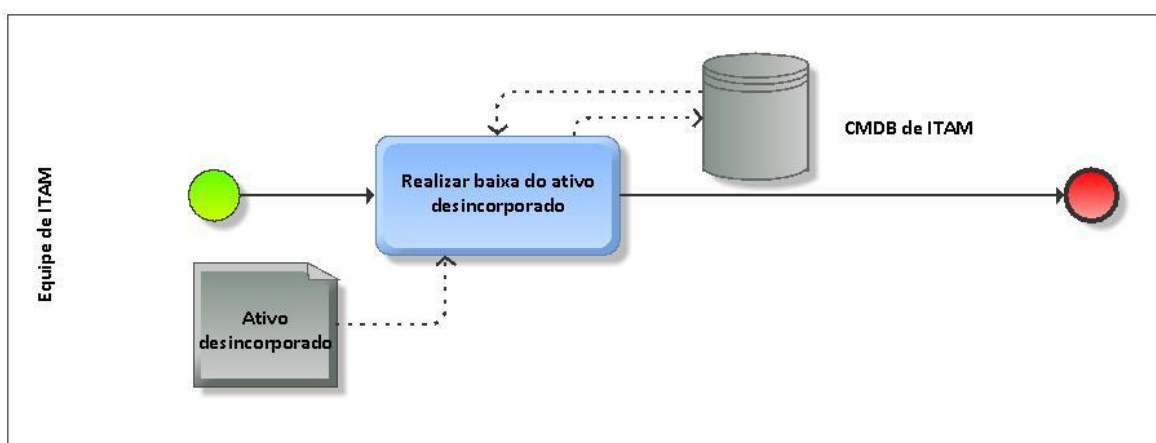 Equipe de ITAM
Realizar baixa do ativo
desincorporado
CMDB de ITAM
Ativo
desincorporado